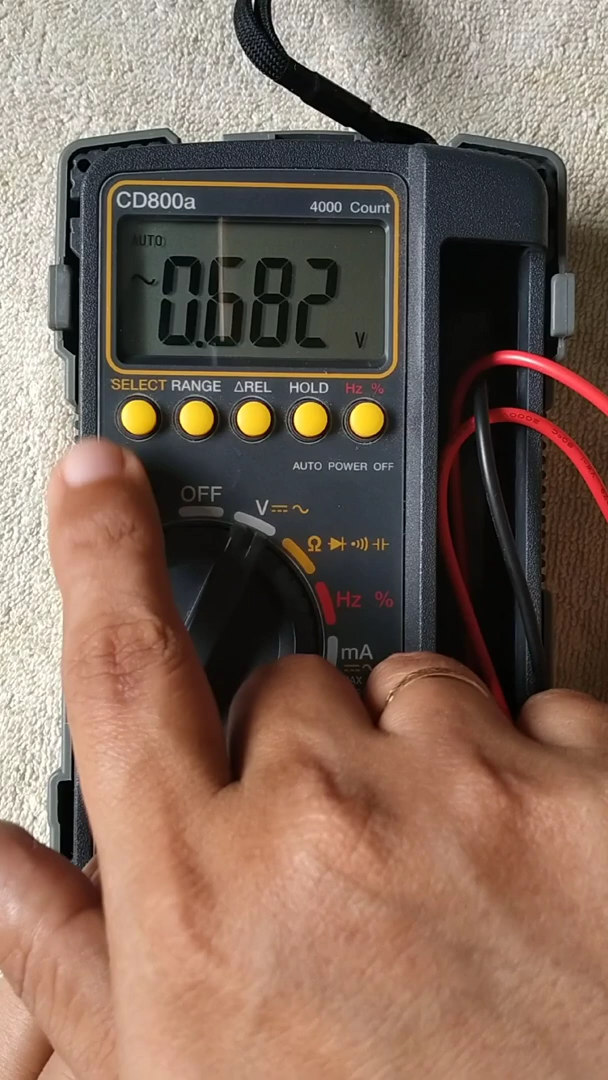 CD800a
4000 Count
AUTO
~ 0.682 V
SELECT RANGE ΔREL HOLD Hz %
AUTO POWER OFF
OFF
V ⎓ ~
Ω
Hz %
mA